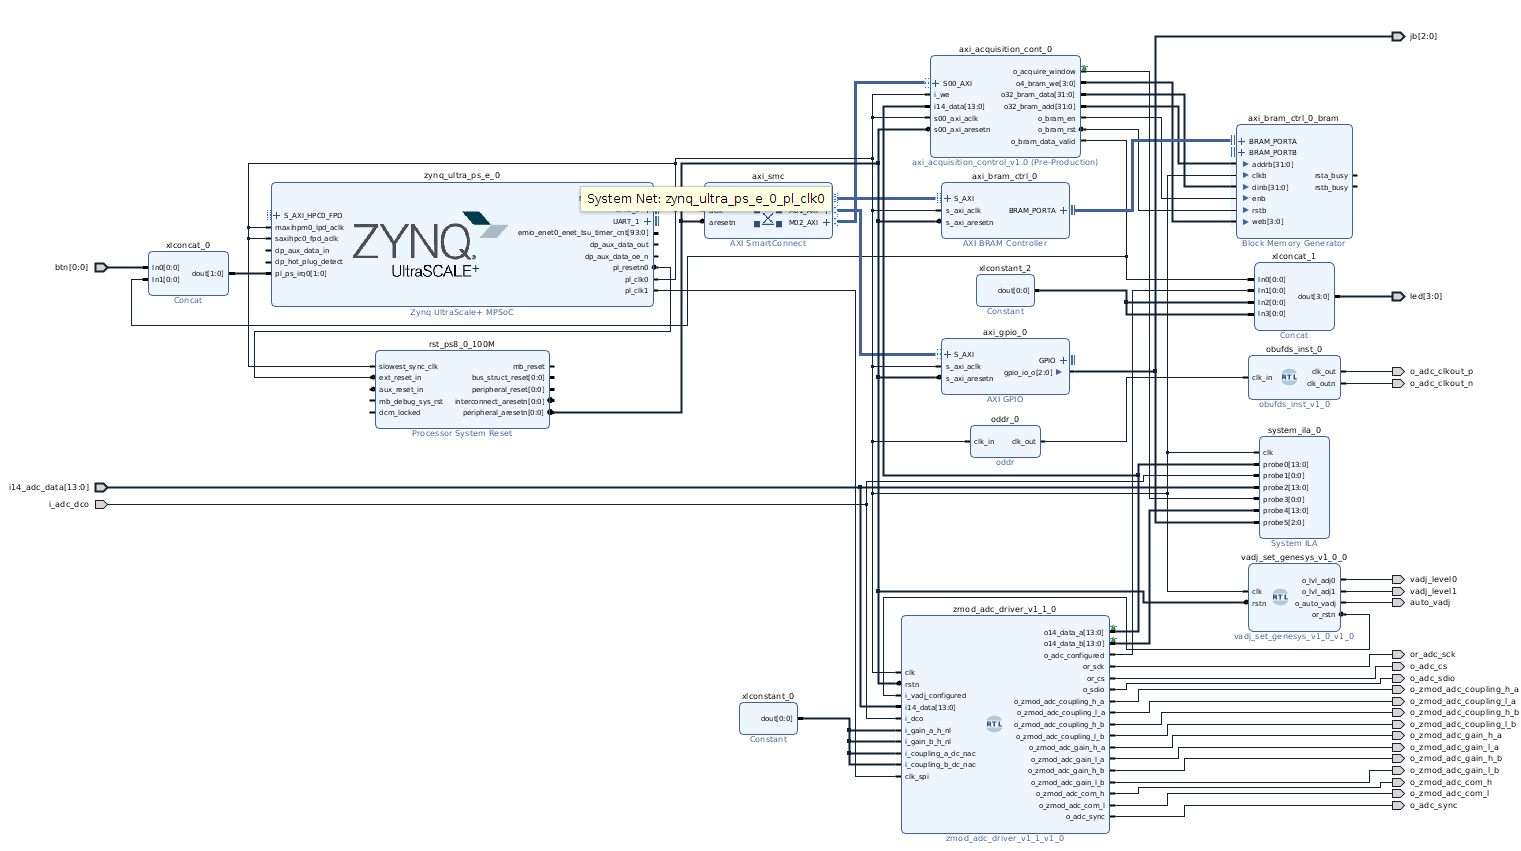 jb[2:0]
axi_acquisition_cont_0
S00_AXI
i_we
i14_data[13:0]
s00_axi_aclk
s00_axi_aresetn
o_acquire_window
o4_bram_we[3:0]
o32_bram_data[31:0]
o32_bram_add[31:0]
o_bram_en
o_bram_rst
o_bram_data_valid
axi_acquisition_control_v1.0 (Pre-Production)
axi_bram_ctrl_0_bram
BRAM_PORTA
BRAM_PORTB
addrb[31:0]
clkb
dinb[31:0]
enb
rstb
web[3:0]
rsta_busy
rstb_busy
Block Memory Generator
zynq_ultra_ps_e_0
S_AXI_HPC0_FPD
maxihpm0_lpd_aclk
saxihpc0_fpd_aclk
dp_aux_data_in
dp_hot_plug_detect
pl_ps_irq0[1:0]
ZYNQ
UltraSCALE+
UART_1
emio_enet0_enet_tsu_timer_cnt[93:0]
dp_aux_data_out
dp_aux_data_oe_n
pl_resetn0
pl_clk0
pl_clk1
Zynq UltraScale+ MPSoC
System Net: zynq_ultra_ps_e_0_pl_clk0
axi_smc
aresetn
M02_AXI
AXI SmartConnect
axi_bram_ctrl_0
S_AXI
s_axi_aclk
s_axi_aresetn
BRAM_PORTA
AXI BRAM Controller
btn[0:0]
xlconcat_0
In0[0:0]
In1[0:0]
dout[1:0]
Concat
xlconstant_2
dout[0:0]
Constant
xlconcat_1
In0[0:0]
In1[0:0]
In2[0:0]
In3[0:0]
dout[3:0]
Concat
led[3:0]
rst_ps8_0_100M
slowest_sync_clk
ext_reset_in
aux_reset_in
mb_debug_sys_rst
dcm_locked
mb_reset
bus_struct_reset[0:0]
peripheral_reset[0:0]
interconnect_aresetn[0:0]
peripheral_aresetn[0:0]
Processor System Reset
axi_gpio_0
S_AXI
s_axi_aclk
s_axi_aresetn
GPIO
gpio_io_o[2:0]
AXI GPIO
obufds_inst_0
clk_in
RTL
clk_out
clk_outn
obufds_inst_v1_0
o_adc_clkout_p
o_adc_clkout_n
oddr_0
clk_in
clk_out
oddr
system_ila_0
clk
probe0[13:0]
probe1[0:0]
probe2[13:0]
probe3[0:0]
probe4[13:0]
probe5[2:0]
System ILA
i14_adc_data[13:0]
i_adc_dco
vadj_set_genesys_v1_0_0
clk
rstn
RTL
o_lvl_adj0
o_lvl_adj1
o_auto_vadj
or_rstn
vadj_set_genesys_v1_0_v1_0
vadj_level0
vadj_level1
auto_vadj
zmod_adc_driver_v1_1_0
clk
rstn
i_vadj_configured
i14_data[13:0]
i_dco
i_gain_a_h_nl
i_gain_b_h_nl
i_coupling_a_dc_nac
i_coupling_b_dc_nac
clk_spi
RTL
o14_data_a[13:0]
o14_data_b[13:0]
o_adc_configured
or_sck
or_cs
o_sdio
o_zmod_adc_coupling_h_a
o_zmod_adc_coupling_l_a
o_zmod_adc_coupling_h_b
o_zmod_adc_coupling_l_b
o_zmod_adc_gain_h_a
o_zmod_adc_gain_l_a
o_zmod_adc_gain_h_b
o_zmod_adc_gain_l_b
o_zmod_adc_com_h
o_zmod_adc_com_l
o_adc_sync
zmod_adc_driver_v1_1_v1_0
xlconstant_0
dout[0:0]
Constant
or_adc_sck
o_adc_cs
o_adc_sdio
o_zmod_adc_coupling_h_a
o_zmod_adc_coupling_l_a
o_zmod_adc_coupling_h_b
o_zmod_adc_coupling_l_b
o_zmod_adc_gain_h_a
o_zmod_adc_gain_l_a
o_zmod_adc_gain_h_b
o_zmod_adc_gain_l_b
o_zmod_adc_com_h
o_zmod_adc_com_l
o_adc_sync